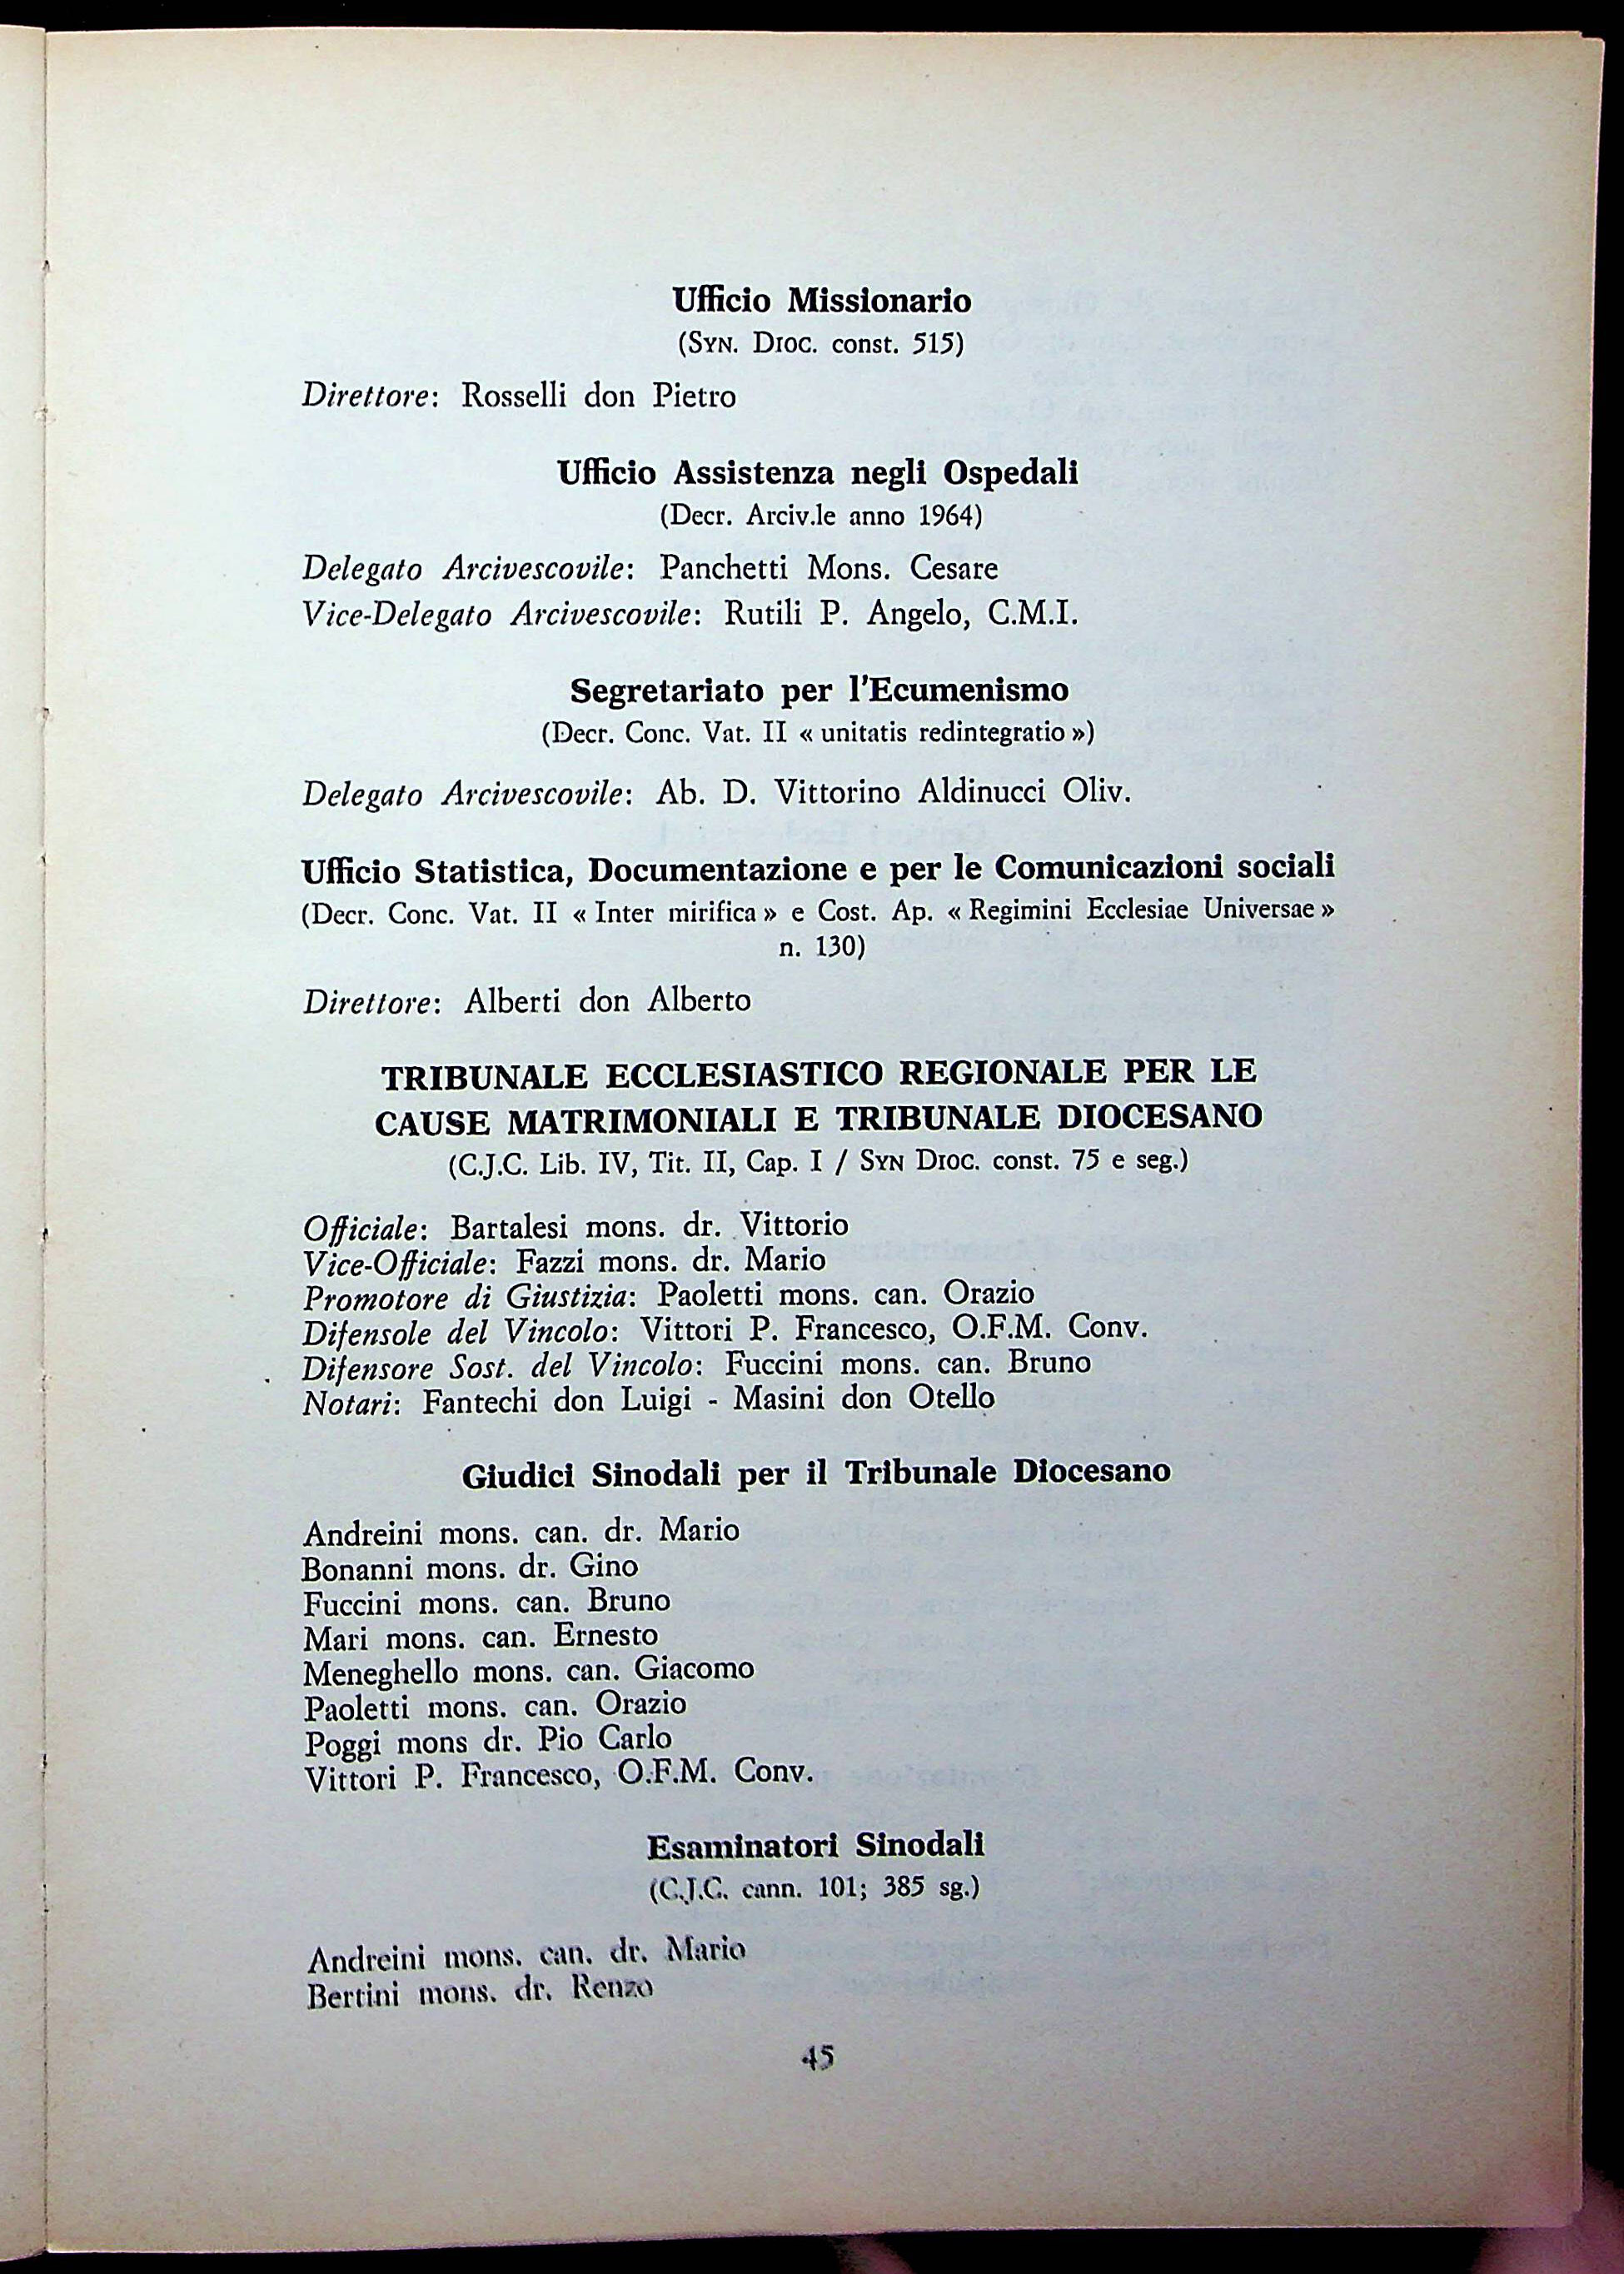 Ufficio Missionario
(SYN. DIOC. const. 515)
Direttore: Rosselli don Pietro
Ufficio Assistenza negli Ospedali
(Decr. Arciv.le anno 1964)
Delegato Arcivescovile: Panchetti Mons. Cesare
Vice-Delegato Arcivescovile: Rutili P. Angelo, C.M.I.
Segretariato per l'Ecumenismo
(Decr. Conc. Vat. II « unitatis redintegratio »)
Delegato Arcivescovile: Ab. D. Vittorino Aldinucci Oliv.
Ufficio Statistica, Documentazione e per le Comunicazioni sociali
(Decr. Conc. Vat. II « Inter mirifica » e Cost. Ap. « Regimini Ecclesiae Universae »
n. 130)
Direttore: Alberti don Alberto
TRIBUNALE ECCLESIASTICO REGIONALE PER LE
CAUSE MATRIMONIALI E TRIBUNALE DIOCESANO
(C.J.C. Lib. IV, Tit. II, Cap. I / SYN DIOC. const. 75 e seg.)
Officiale: Bartalesi mons. dr. Vittorio
Vice-Officiale: Fazzi mons. dr. Mario
Promotore di Giustizia: Paoletti mons. can. Orazio
Difensole del Vincolo: Vittori P. Francesco, O.F.M. Conv.
Difensore Sost. del Vincolo: Fuccini mons. can. Bruno
Notari: Fantechi don Luigi - Masini don Otello
Giudici Sinodali per il Tribunale Diocesano
Andreini mons. can. dr. Mario
Bonanni mons. dr. Gino
Fuccini mons. can. Bruno
Mari mons. can. Ernesto
Meneghello mons. can. Giacomo
Paoletti mons. can. Orazio
Poggi mons dr. Pio Carlo
Vittori P. Francesco, O.F.M. Conv.
Esaminatori Sinodali
(C.J.C. cann. 101; 385 sg.)
Andreini mons. can. dr. Mario
Bertini mons. dr. Renzo
45